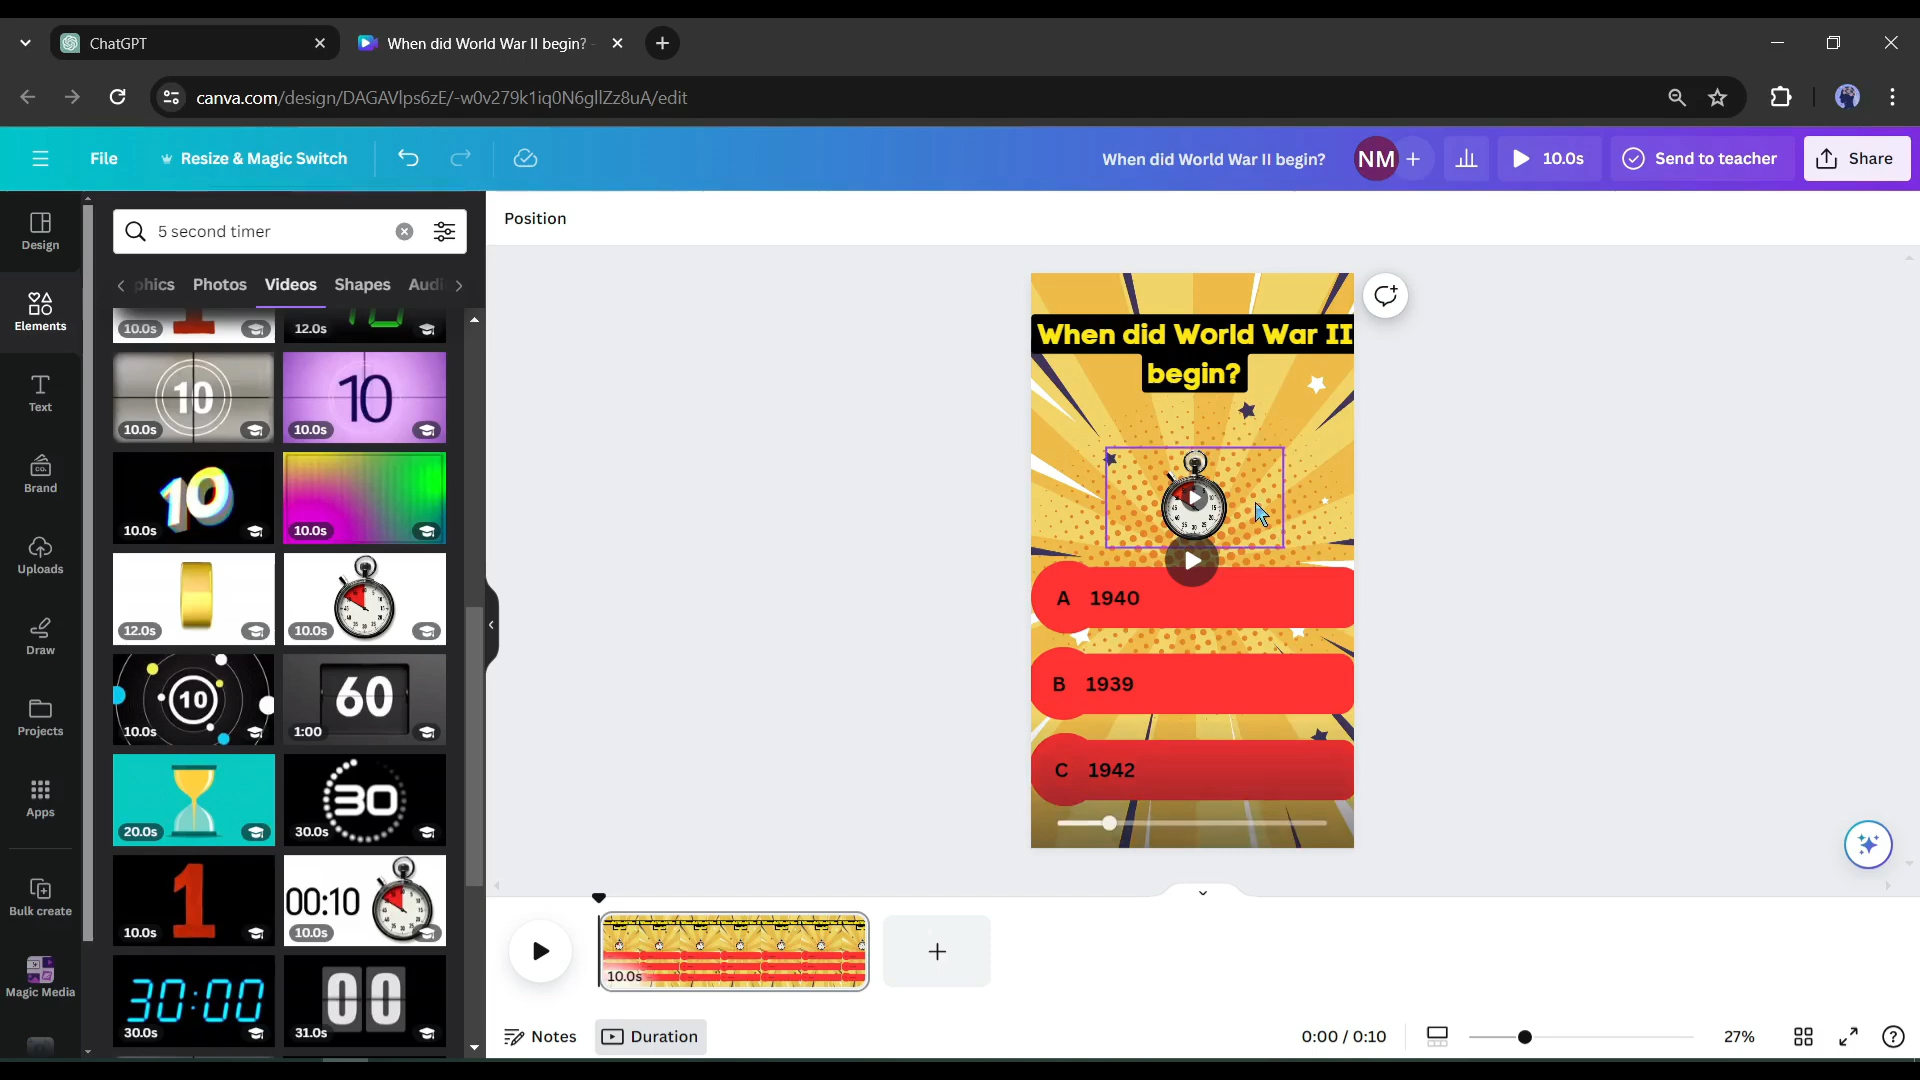 ChatGPT
When did World War II begin? -
canva.com/design/DAGAVlps6zE/-w0v279k1iq0N6gllZz8uA/edit
File
Resize & Magic Switch
When did World War II begin?
NM
10.0s
Send to teacher
Share
Design
Elements
Text
Brand
Uploads
Draw
Projects
Apps
Bulk create
Magic Media
5 second timer
phics
Photos
Videos
Shapes
Audi
10.0s
12.0s
10
10.0s
10
10.0s
10
10.0s
10.0s
12.0s
10.0s
10
10.0s
60
1:00
20.0s
30
30.0s
1
10.0s
00:10
10.0s
30:00
30.0s
00
31.0s
Position
When did World War II
begin?
A 1940
B 1939
C 1942
10.0s
Notes
Duration
0:00 / 0:10
27%